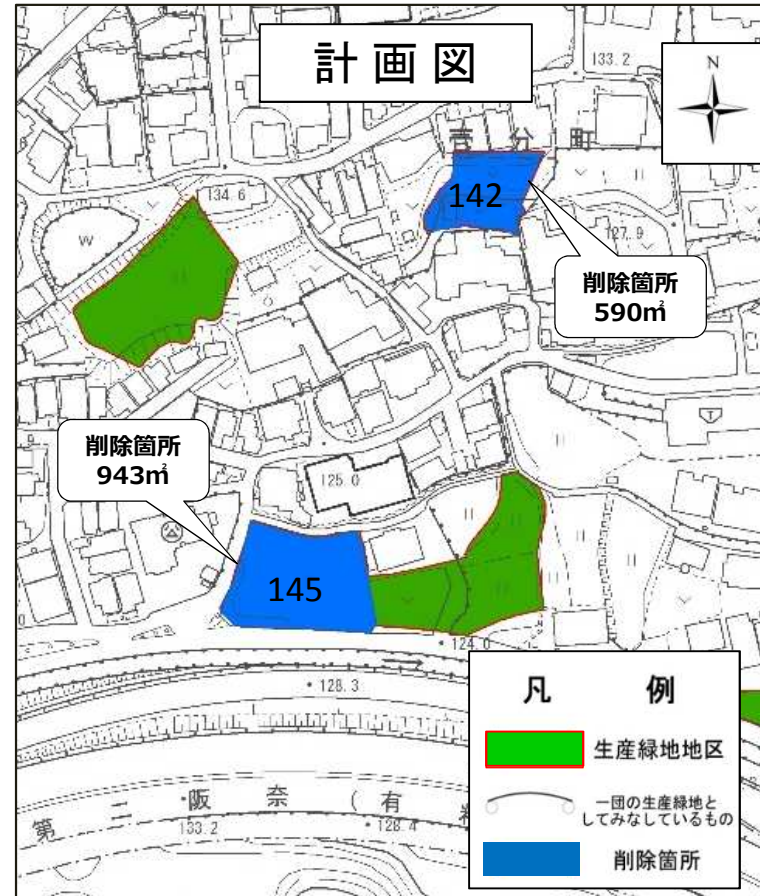 計画図
N
133.2
壱分町
142
134.6
W
127.9
削除箇所
590㎡
削除箇所
943㎡
125.0
T
145
124.0
128.3
凡例
生産緑地地区
一団の生産緑地と
してみなしているもの
削除箇所
第二阪奈(有
133.2
128.4